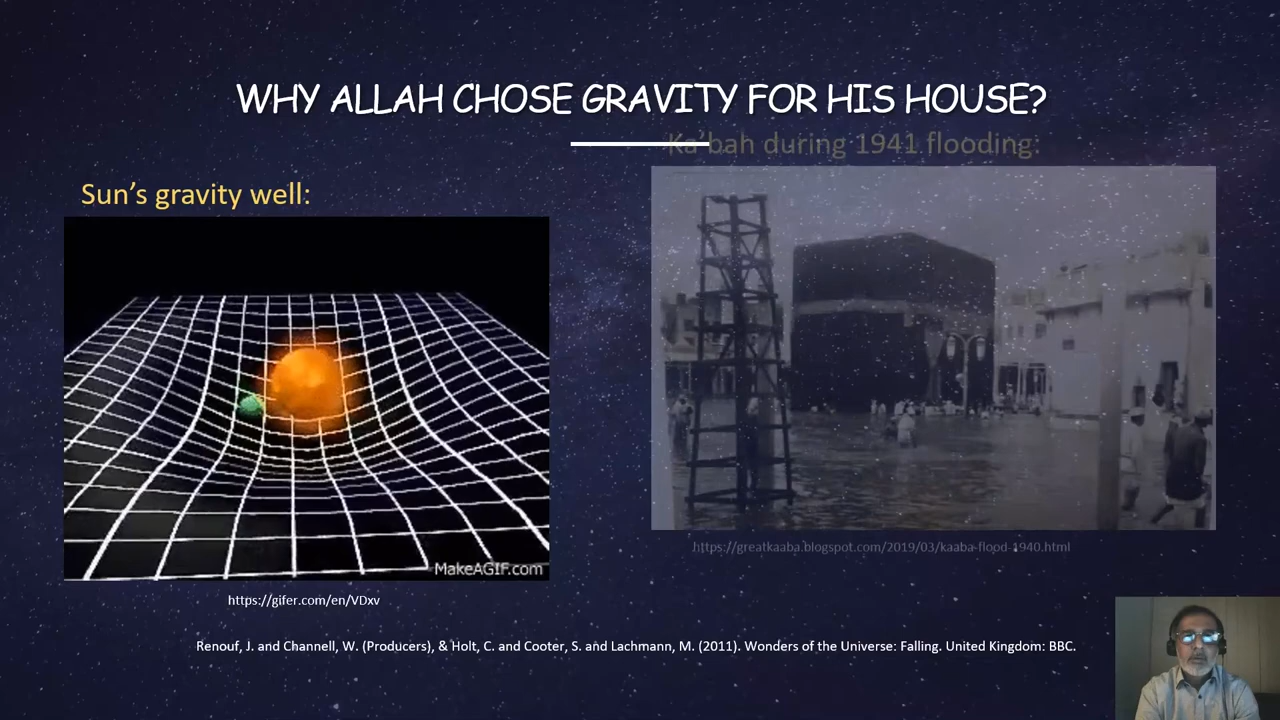 WHY ALLAH CHOSE GRAVITY FOR HIS HOUSE?
Ka'bah during 1941 flooding:
Sun's gravity well:
MakeAGIF.com
https://greatkaaba.blogspot.com/2019/03/kaaba-flood-1940.html
https://gifer.com/en/VDxv
Renouf, J. and Channell, W. (Producers), & Holt, C. and Cooter, S. and Lachmann, M. (2011). Wonders of the Universe: Falling. United Kingdom: BBC.